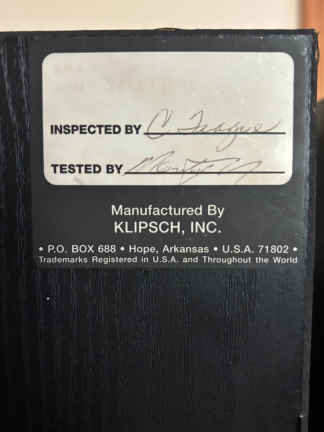 INSPECTED BY C. Teague
TESTED BY
Manufactured By
KLIPSCH, INC.
• P.O. BOX 688 • Hope, Arkansas • U.S.A. 71802 •
Trademarks Registered in U.S.A. and Throughout the World